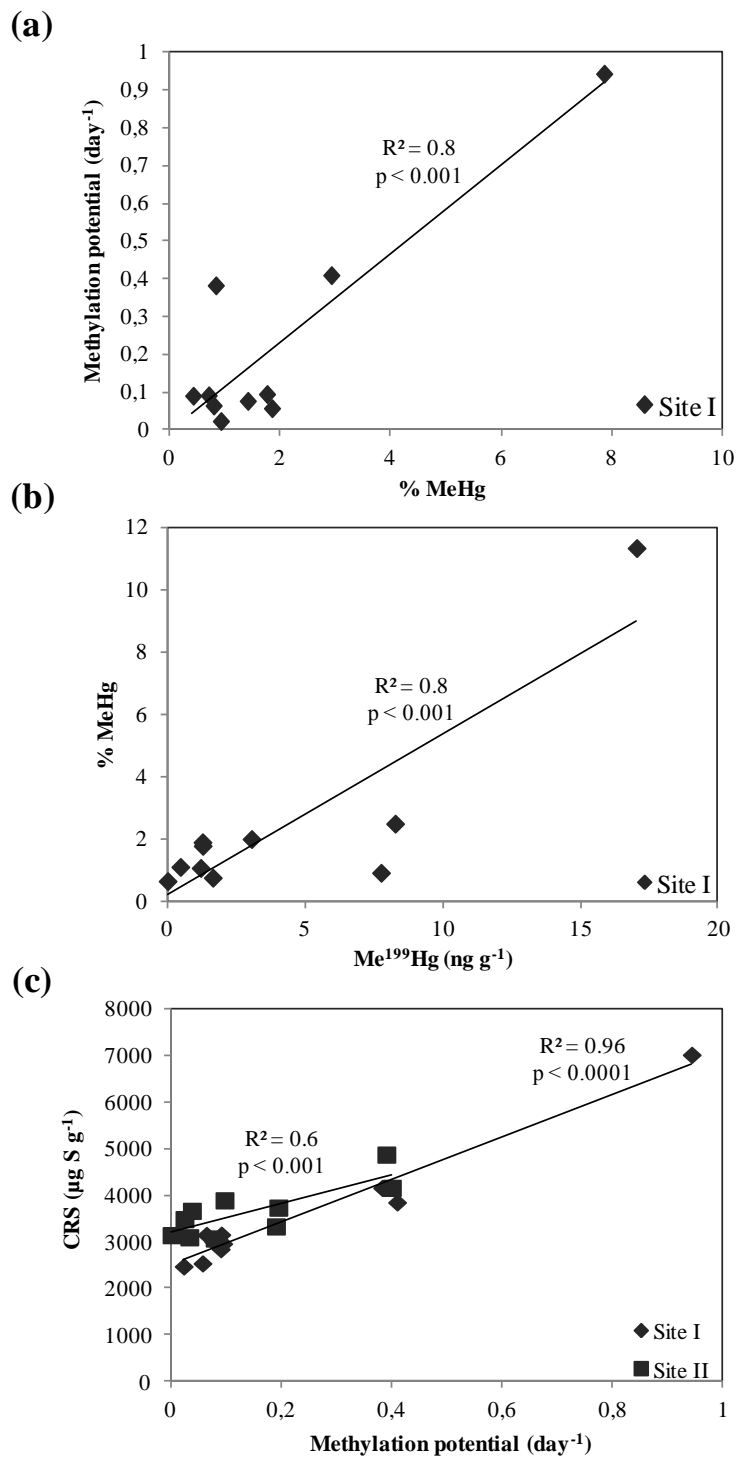 (a)
1
0,9
0,8
0,7
0,6
0,5
0,4
0,3
0,2
0,1
0
Methylation potential (day-1)
R² = 0.8
p < 0.001
Site I
0 2 4 6 8 10
% MeHg
(b)
12
10
8
6
4
2
0
% MeHg
R² = 0.8
p < 0.001
Site I
0 5 10 15 20
Me199Hg (ng g-1)
(c)
8000
7000
6000
5000
4000
3000
2000
1000
0
CRS (µg S g-1)
R² = 0.96
p < 0.0001
R² = 0.6
p < 0.001
Site I
Site II
0 0,2 0,4 0,6 0,8 1
Methylation potential (day-1)